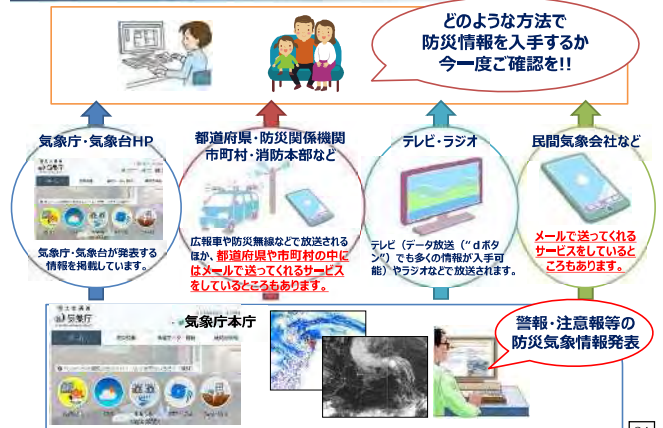 どのような方法で
防災情報を入手するか
今一度ご確認を!!
気象庁・気象台HP
都道府県・防災関係機関
市町村・消防本部など
テレビ・ラジオ
民間気象会社など
気象庁
気象庁・気象台が発表する
情報を掲載しています。
広報車や防災無線などで放送される
ほか、都道府県や市町村の中に
はメールで送ってくれるサービス
をしているところもあります。
テレビ（データ放送（“ｄボタ
ン”）でも多くの情報が入手可
能）やラジオなどで放送されます。
メールで送ってくれる
サービスをしていると
ころもあります。
国土交通省
気象庁
気象庁本庁
警報・注意報等の
防災気象情報発表